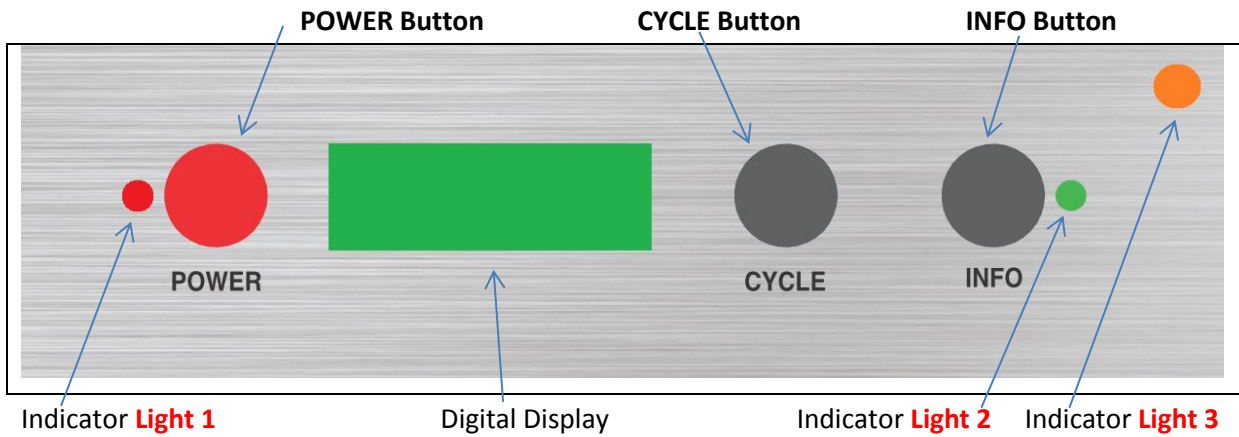 POWER Button CYCLE Button INFO Button
POWER CYCLE INFO
Indicator Light 1 Digital Display Indicator Light 2 Indicator Light 3